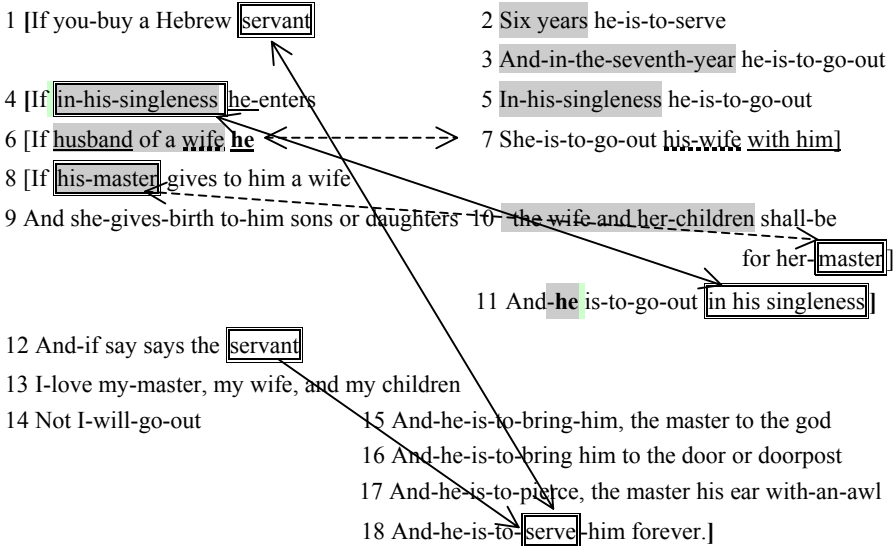 1 [If you-buy a Hebrew servant 2 Six years he-is-to-serve
3 And-in-the-seventh-year he-is-to-go-out
4 [If in-his-singleness he-enters 5 In-his-singleness he-is-to-go-out
6 [If husband of a wife he 7 She-is-to-go-out his-wife with him]
8 [If his-master gives to him a wife
9 And she-gives-birth to-him sons or daughters 10 the wife and her-children shall-be
for her-master]
11 And-he is-to-go-out in his singleness]
12 And-if say says the servant
13 I-love my-master, my wife, and my children
14 Not I-will-go-out 15 And-he-is-to-bring-him, the master to the god
16 And-he-is-to-bring him to the door or doorpost
17 And-he-is-to-pierce, the master his ear with-an-awl
18 And-he-is-to-serve-him forever.]